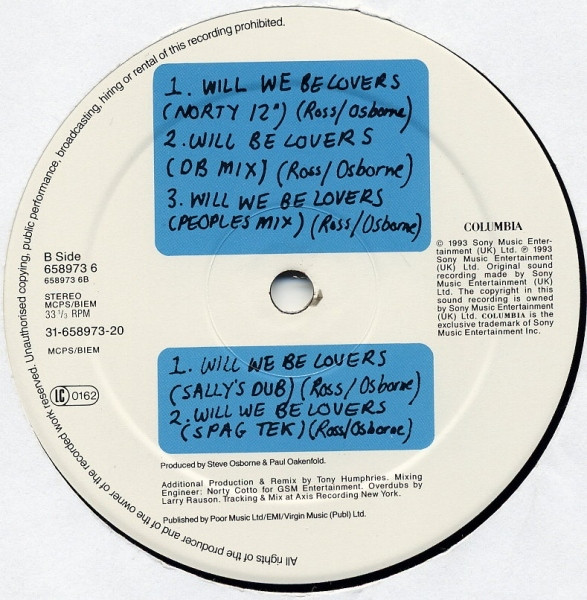 All rights of the producer and of the owner of the recorded work reserved. Unauthorised copying, public performance, broadcasting, hiring or rental of this recording prohibited.
1. WILL WE BE LOVERS
(NORTY 12") (Ross/Osborne)
2. WILL BE LOVERS
(DB MIX) (Ross/Osborne)
3. WILL WE BE LOVERS
(PEOPLES MIX) (Ross/Osborne)
B Side
658973 6
658973 6B
STEREO
MCPS/BIEM
33 1/3 RPM
31-658973-20
MCPS/BIEM
LC 0162
COLUMBIA
© 1993 Sony Music Enter-
tainment (UK) Ltd. ℗ 1993
Sony Music Entertainment
(UK) Ltd. Original sound
recording made by Sony
Music Entertainment (UK)
Ltd. The copyright in this
sound recording is owned
by Sony Music Entertainment
(UK) Ltd. COLUMBIA is the
exclusive trademark of Sony
Music Entertainment Inc.
1. WILL WE BE LOVERS
(SALLY'S DUB) (Ross/Osborne)
2. WILL WE BE LOVERS
(SPAG TEK) (Ross/Osborne)
Produced by Steve Osborne & Paul Oakenfold.
Additional Production & Remix by Tony Humphries. Mixing
Engineer: Norty Cotto for GSM Entertainment. Overdubs by
Larry Rauson. Tracking & Mix at Axis Recording New York.
Published by Poor Music Ltd/EMI/Virgin Music (Publ) Ltd.